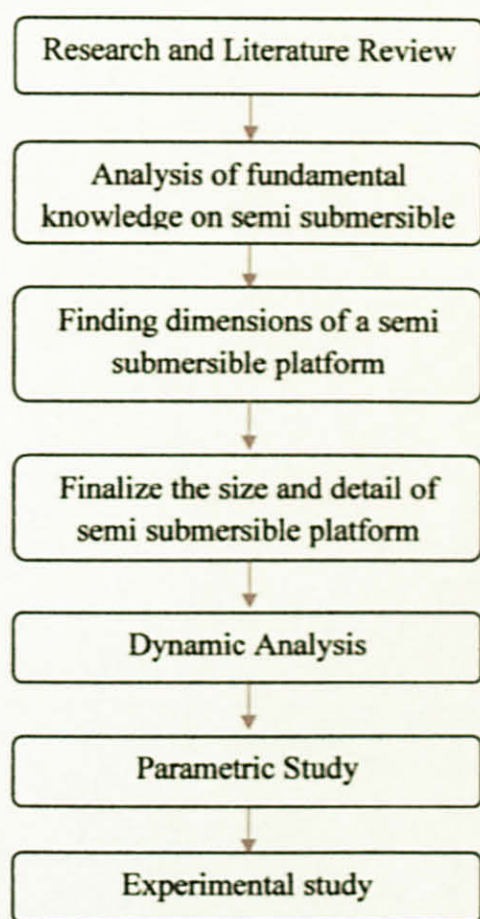 Research and Literature Review
Analysis of fundamental
knowledge on semi submersible
Finding dimensions of a semi
submersible platform
Finalize the size and detail of
semi submersible platform
Dynamic Analysis
Parametric Study
Experimental study